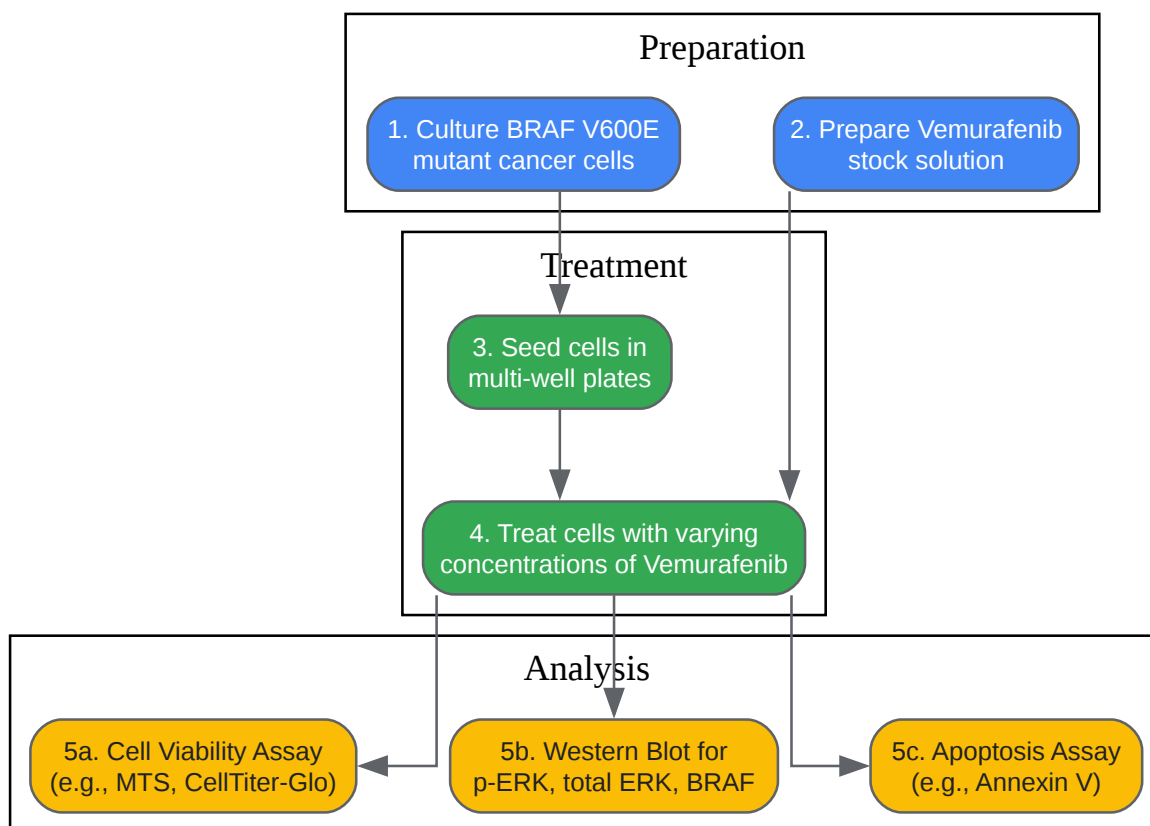 Preparation
1. Culture BRAF V600E
mutant cancer cells
2. Prepare Vemurafenib
stock solution
Treatment
3. Seed cells in
multi-well plates
4. Treat cells with varying
concentrations of Vemurafenib
Analysis
5a. Cell Viability Assay
(e.g., MTS, CellTiter-Glo)
5b. Western Blot for
p-ERK, total ERK, BRAF
5c. Apoptosis Assay
(e.g., Annexin V)